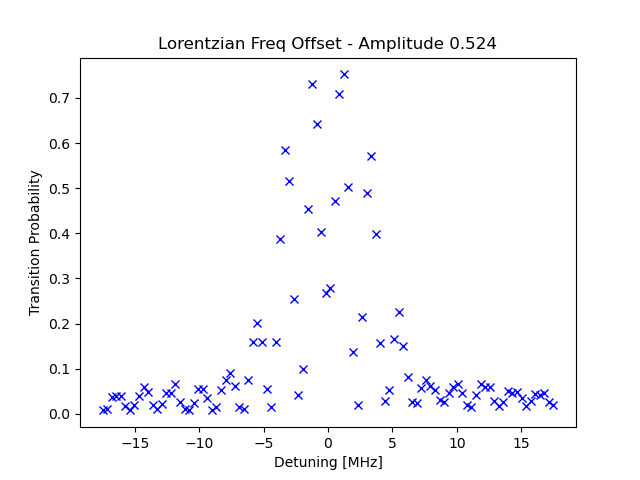 Lorentzian Freq Offset - Amplitude 0.524
Transition Probability
0.7
0.6
0.5
0.4
0.3
0.2
0.1
0.0
−15 −10 −5 0 5 10 15
Detuning [MHz]